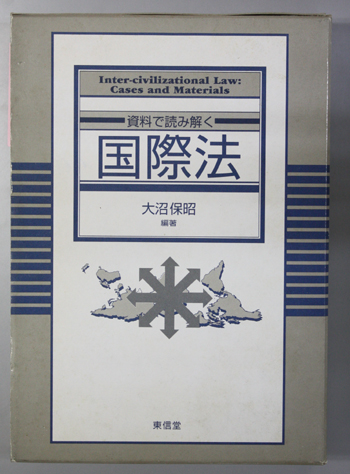 Inter-civilizational Law:
Cases and Materials
資料で読み解く
国際法
大沼保昭
編著
東信堂